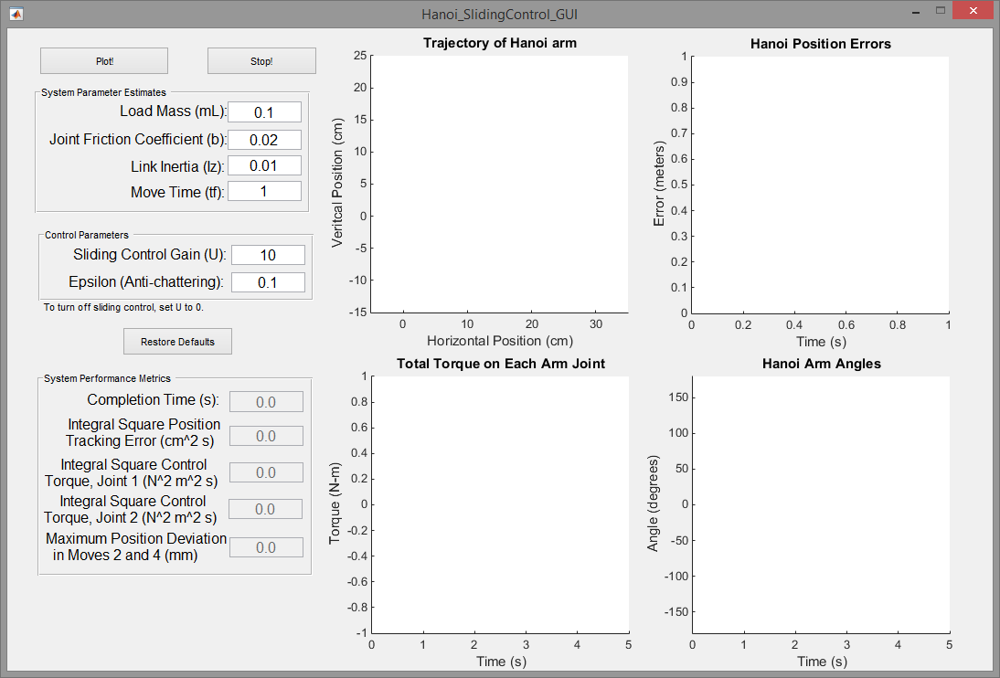 Hanoi_SlidingControl_GUI
Plot!
Stop!
System Parameter Estimates
Load Mass (mL):
0.1
Joint Friction Coefficient (b):
0.02
Link Inertia (Iz):
0.01
Move Time (tf):
1
Control Parameters
Sliding Control Gain (U):
10
Epsilon (Anti-chattering):
0.1
To turn off sliding control, set U to 0.
Restore Defaults
System Performance Metrics
Completion Time (s):
0.0
Integral Square Position
Tracking Error (cm^2 s)
0.0
Integral Square Control
Torque, Joint 1 (N^2 m^2 s)
0.0
Integral Square Control
Torque, Joint 2 (N^2 m^2 s)
0.0
Maximum Position Deviation
in Moves 2 and 4 (mm)
0.0
Trajectory of Hanoi arm
Veritcal Position (cm)
25
20
15
10
5
0
-5
-10
-15
0 10 20 30
Horizontal Position (cm)
Hanoi Position Errors
Error (meters)
1
0.9
0.8
0.7
0.6
0.5
0.4
0.3
0.2
0.1
0
0 0.2 0.4 0.6 0.8 1
Time (s)
Total Torque on Each Arm Joint
Torque (N-m)
1
0.8
0.6
0.4
0.2
0
-0.2
-0.4
-0.6
-0.8
-1
0 1 2 3 4 5
Time (s)
Hanoi Arm Angles
Angle (degrees)
150
100
50
0
-50
-100
-150
0 1 2 3 4 5
Time (s)